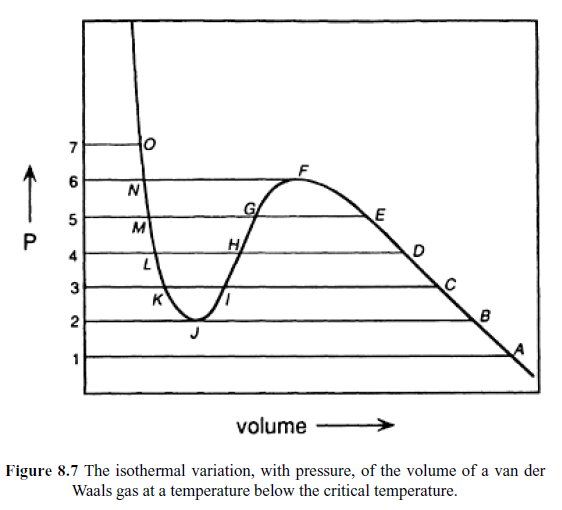 7 O
F
6
N
G
5 E
M
P
H D
4
L
3 C
K I
2 B
J
A
1
volume
Figure 8.7 The isothermal variation, with pressure, of the volume of a van der
Waals gas at a temperature below the critical temperature.